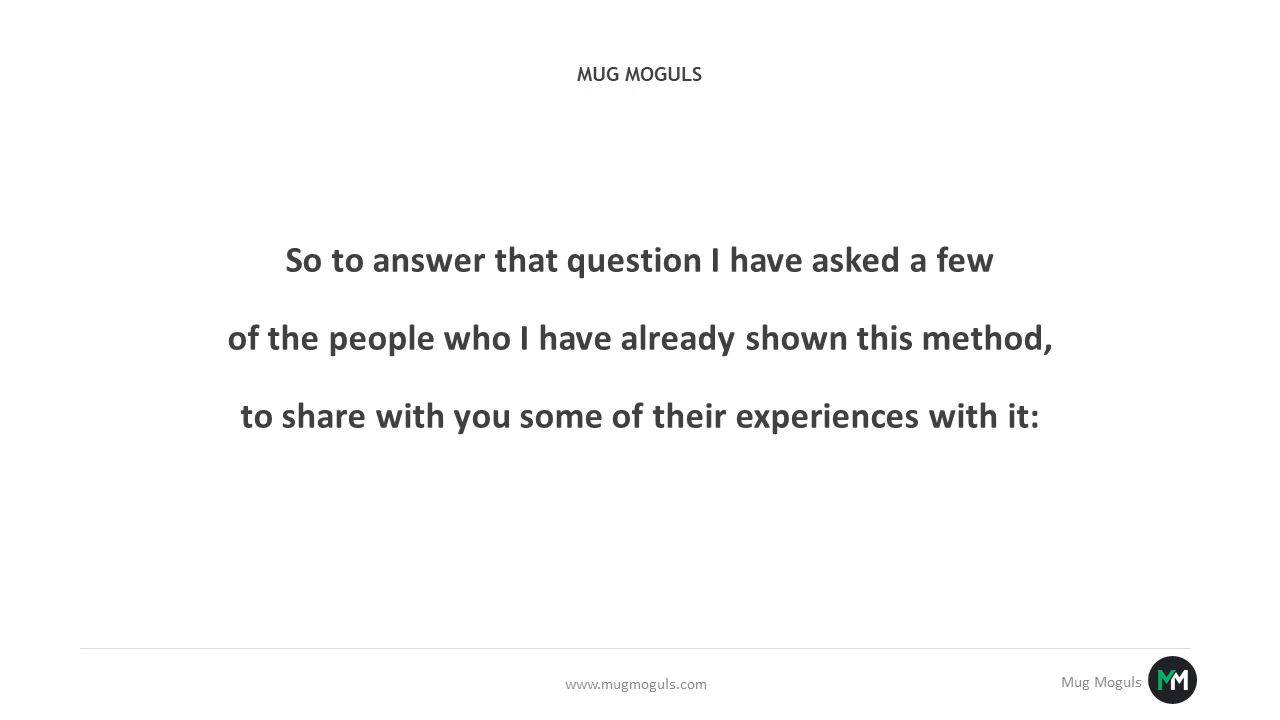 MUG MOGULS
So to answer that question I have asked a few
of the people who I have already shown this method,
to share with you some of their experiences with it:
www.mugmoguls.com
Mug Moguls
MM